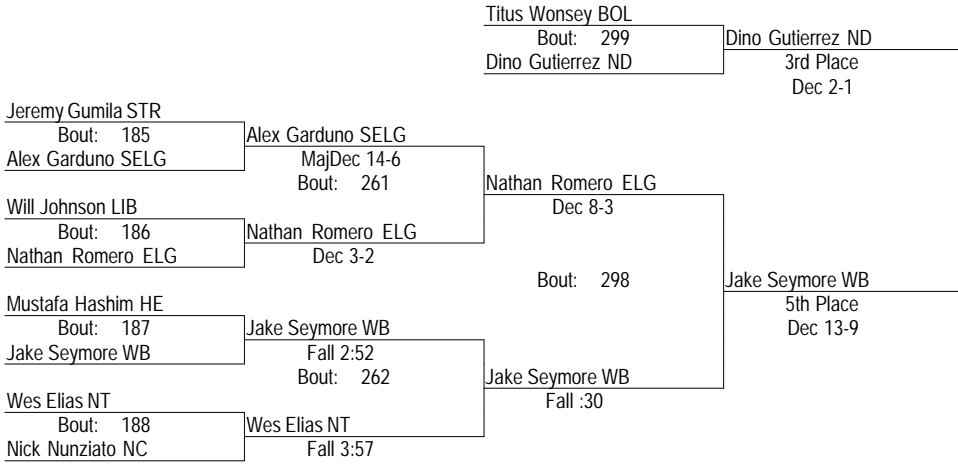 Titus Wonsey BOL
Bout: 299
Dino Gutierrez ND
Dino Gutierrez ND
3rd Place
Dec 2-1
Jeremy Gumila STR
Bout: 185
Alex Garduno SELG
Alex Garduno SELG
MajDec 14-6
Bout: 261
Will Johnson LIB
Bout: 186
Nathan Romero ELG
Nathan Romero ELG
Dec 3-2
Nathan Romero ELG
Dec 8-3
Bout: 298
Mustafa Hashim HE
Bout: 187
Jake Seymore WB
Jake Seymore WB
Fall 2:52
Bout: 262
Wes Elias NT
Bout: 188
Nick Nunziato NC
Wes Elias NT
Fall 3:57
Jake Seymore WB
Fall :30
Jake Seymore WB
5th Place
Dec 13-9